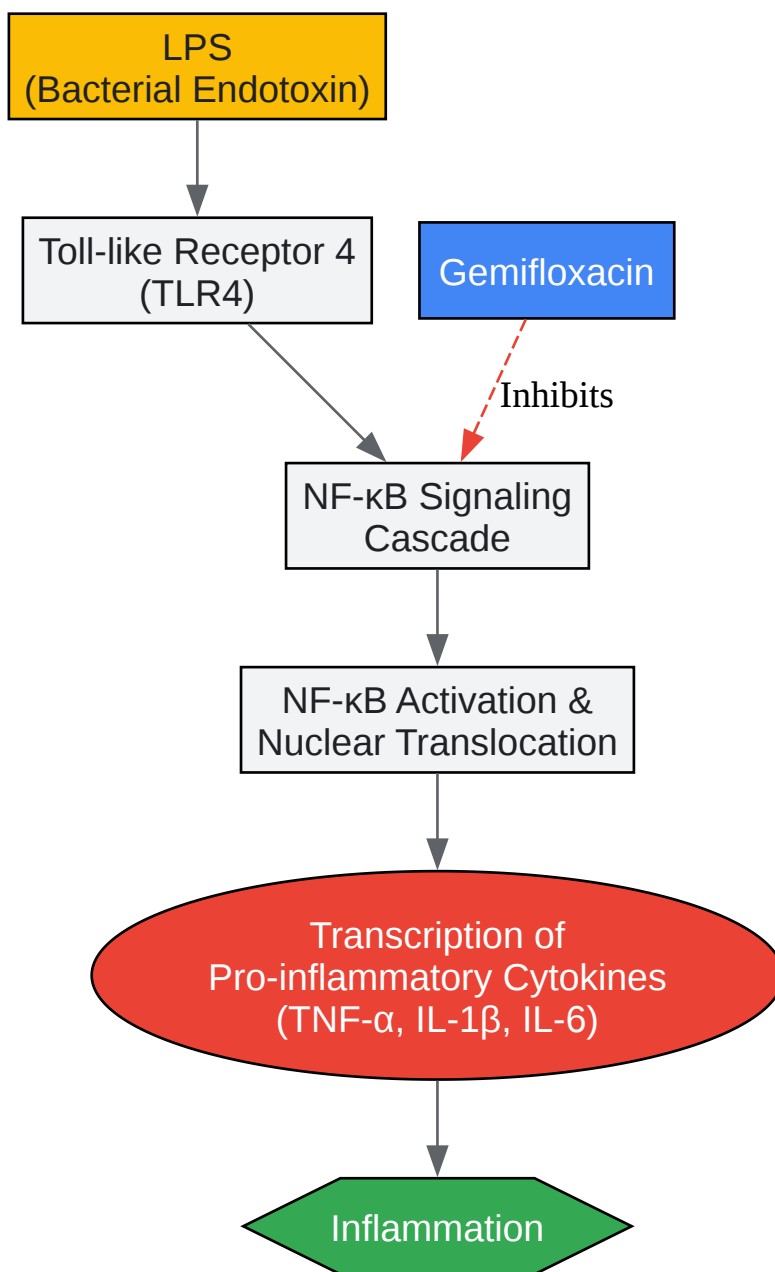 LPS
(Bacterial Endotoxin)
Toll-like Receptor 4
(TLR4)
Gemifloxacin
Inhibits
NF-κB Signaling
Cascade
NF-κB Activation &
Nuclear Translocation
Transcription of
Pro-inflammatory Cytokines
(TNF-α, IL-1β, IL-6)
Inflammation